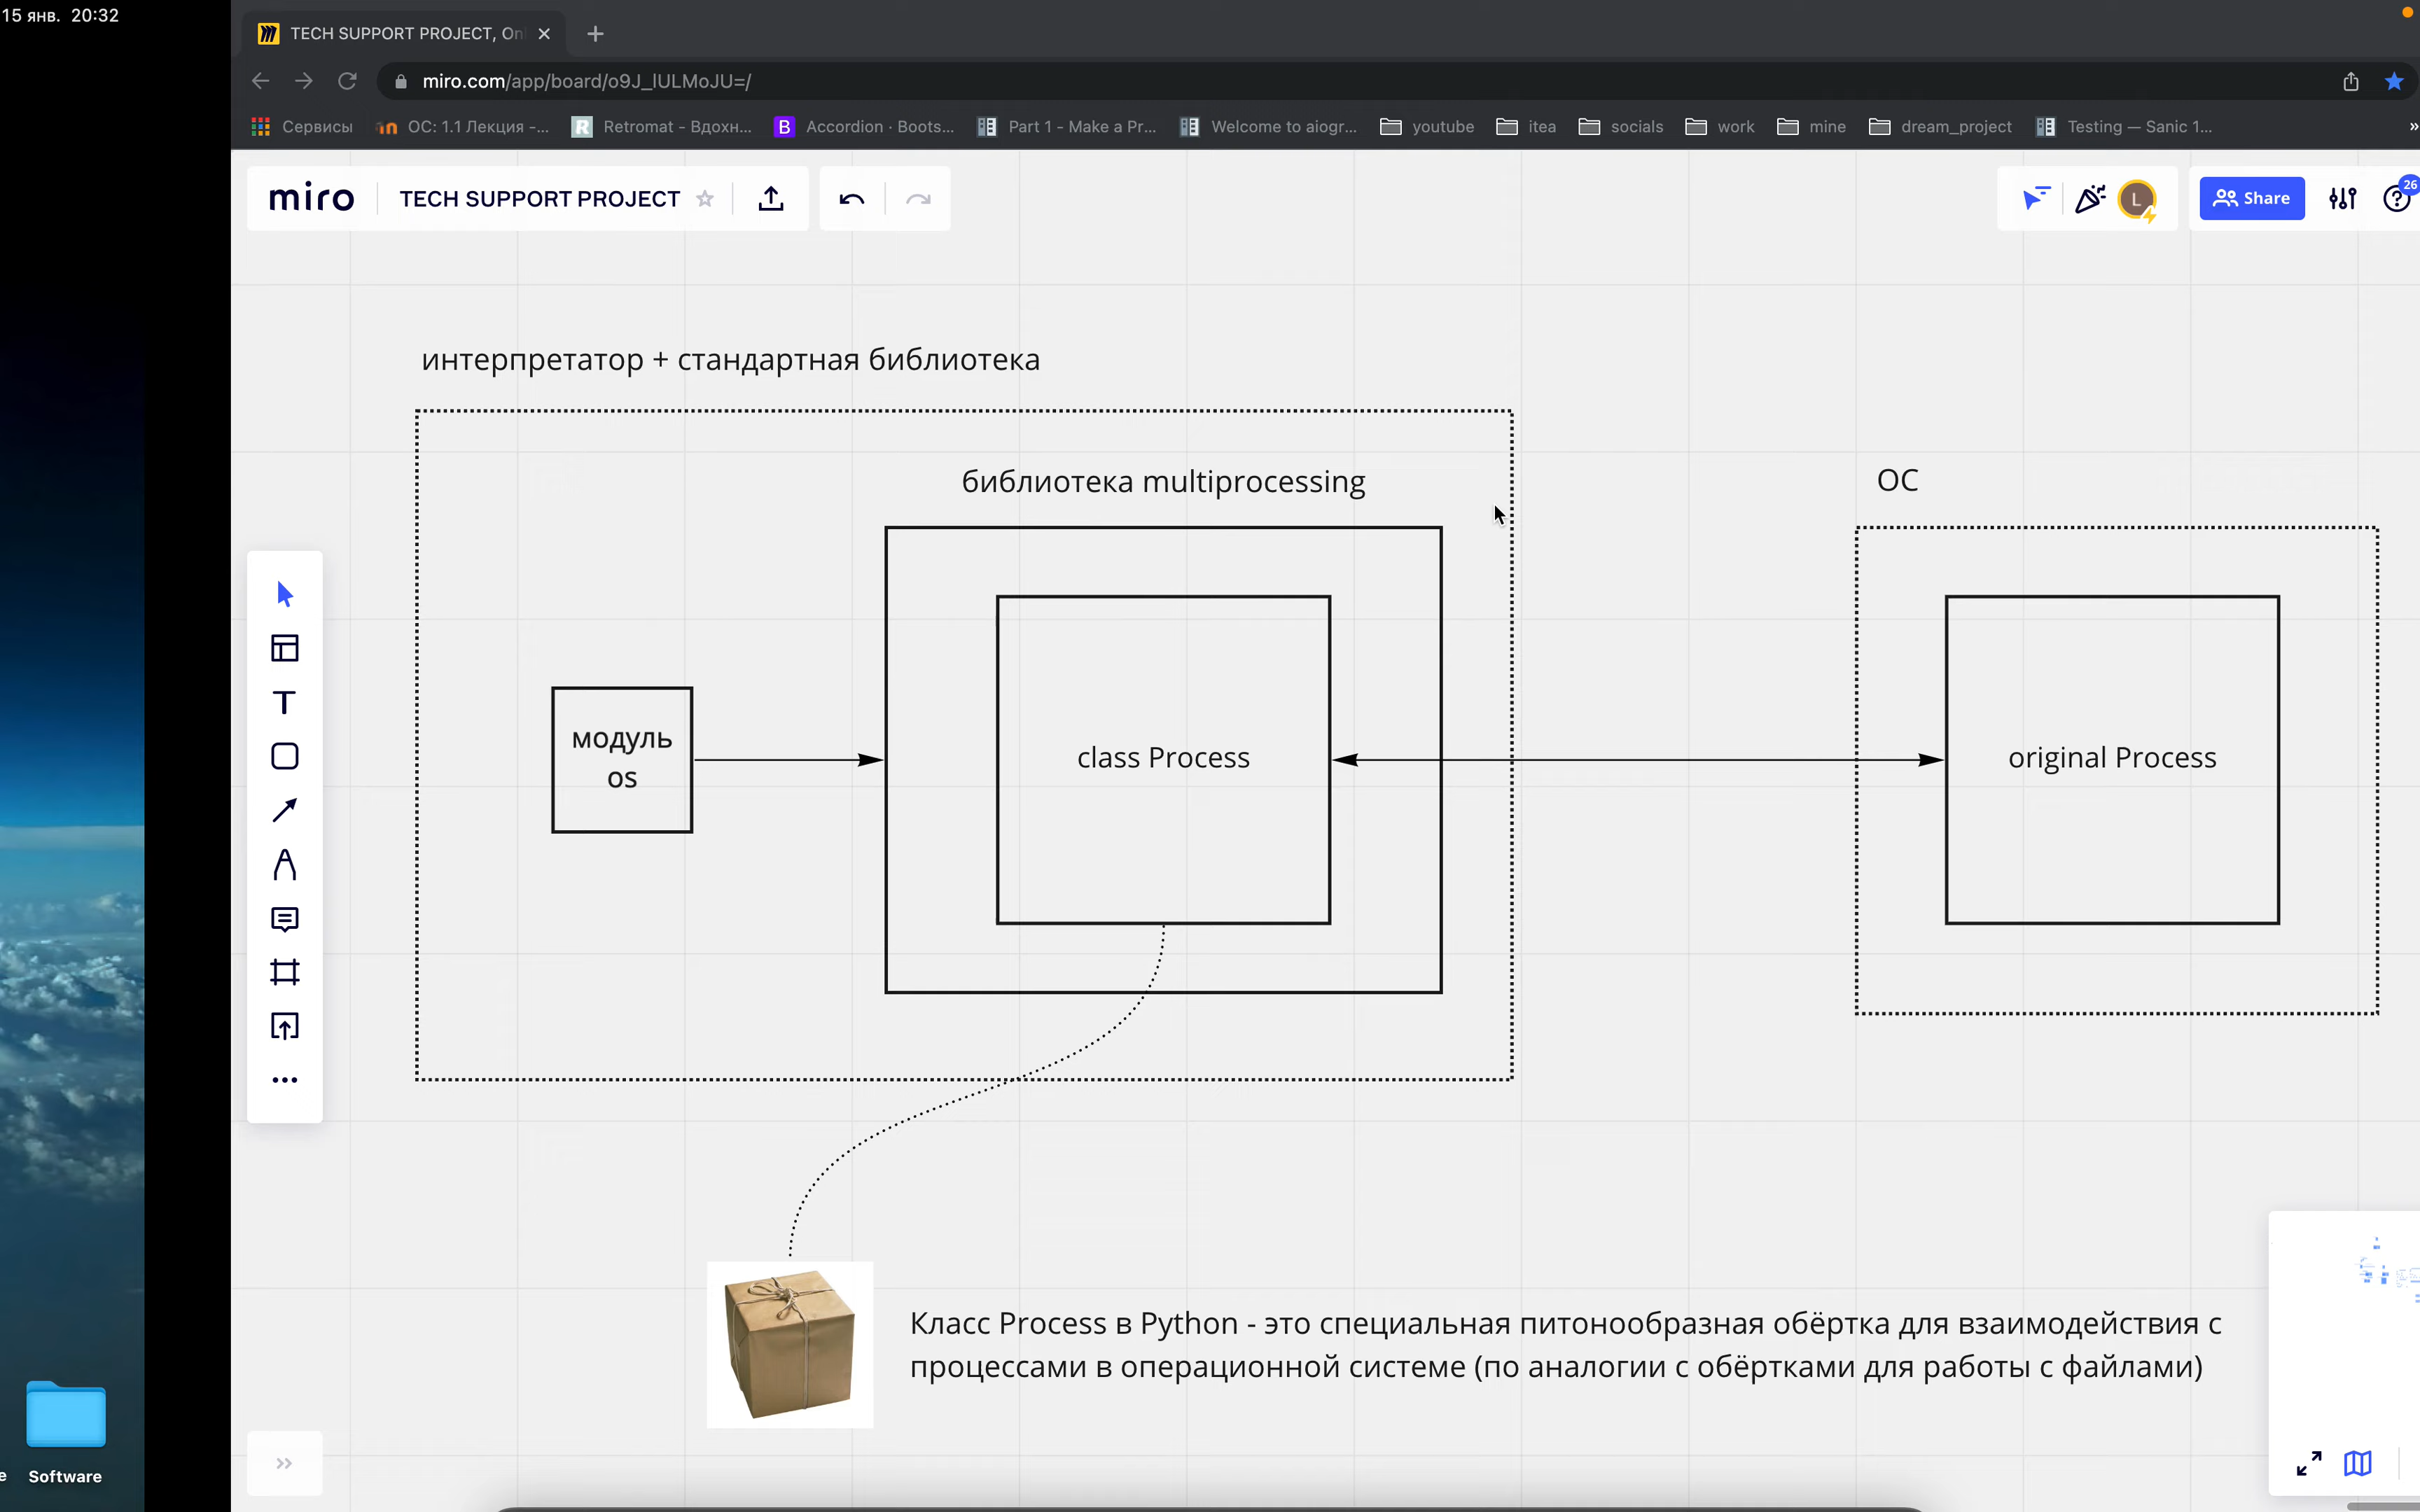 15 янв. 20:32
TECH SUPPORT PROJECT, On
miro.com/app/board/o9J_lULMoJU=/
Сервисы
ОС: 1.1 Лекция -...
Retromat - Вдохн...
Accordion · Boots...
Part 1 - Make a Pr...
Welcome to aiogr...
youtube
itea
socials
work
mine
dream_project
Testing — Sanic 1...
miro
TECH SUPPORT PROJECT
L
Share
26
интерпретатор + стандартная библиотека
библиотека multiprocessing
ОС
модуль
os
class Process
original Process
Класс Process в Python - это специальная питонообразная обёртка для взаимодействия с
процессами в операционной системе (по аналогии с обёртками для работы с файлами)
e
Software